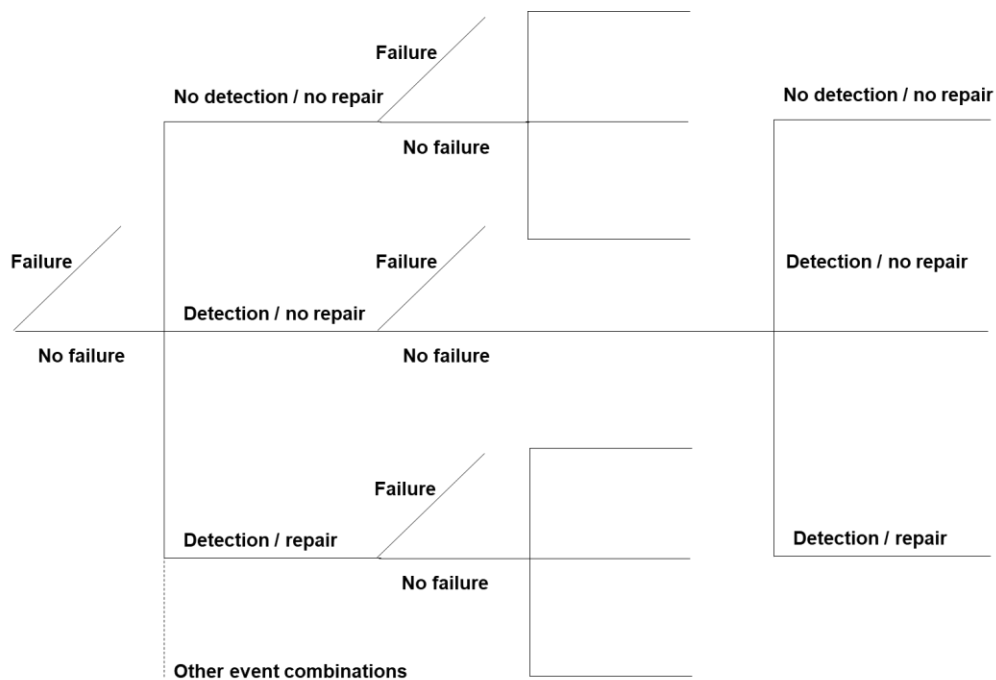 Failure
No detection / no repair
No detection / no repair
No failure
Failure
Failure
Detection / no repair
Detection / no repair
No failure
No failure
Failure
Detection / repair
Detection / repair
No failure
Other event combinations